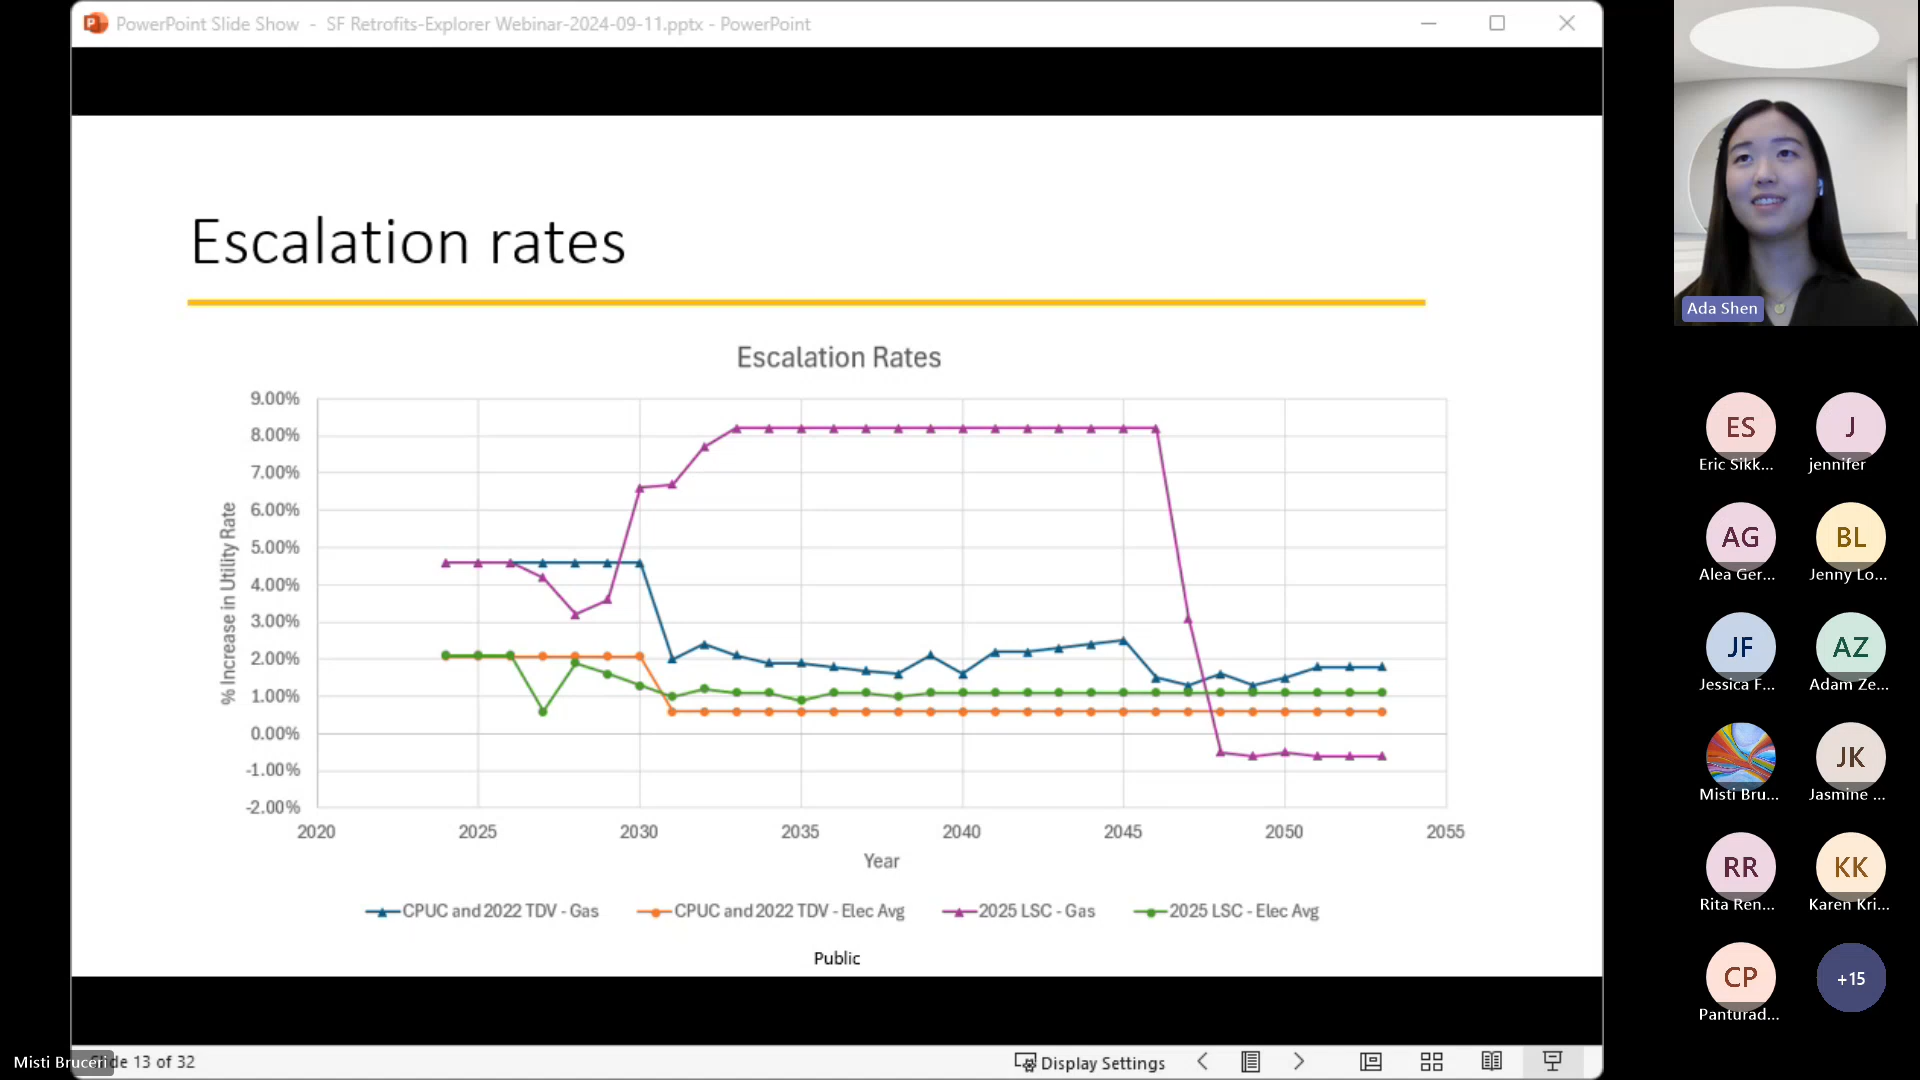 PowerPoint Slide Show - SF Retrofits-Explorer Webinar-2024-09-11.pptx - PowerPoint
Escalation rates
Escalation Rates
% Increase in Utility Rate
9.00%
8.00%
7.00%
6.00%
5.00%
4.00%
3.00%
2.00%
1.00%
0.00%
-1.00%
-2.00%
2020 2025 2030 2035 2040 2045 2050 2055
Year
CPUC and 2022 TDV - Gas CPUC and 2022 TDV - Elec Avg 2025 LSC - Gas 2025 LSC - Elec Avg
Public
Misti Bruceri
13 of 32
Display Settings
Ada Shen
ES J
Eric Sikk... jennifer
AG BL
Alea Ger... Jenny Lo...
JF AZ
Jessica F... Adam Ze...
JK
Misti Bru... Jasmine ...
RR KK
Rita Ren... Karen Kri...
CP +15
Panturad...